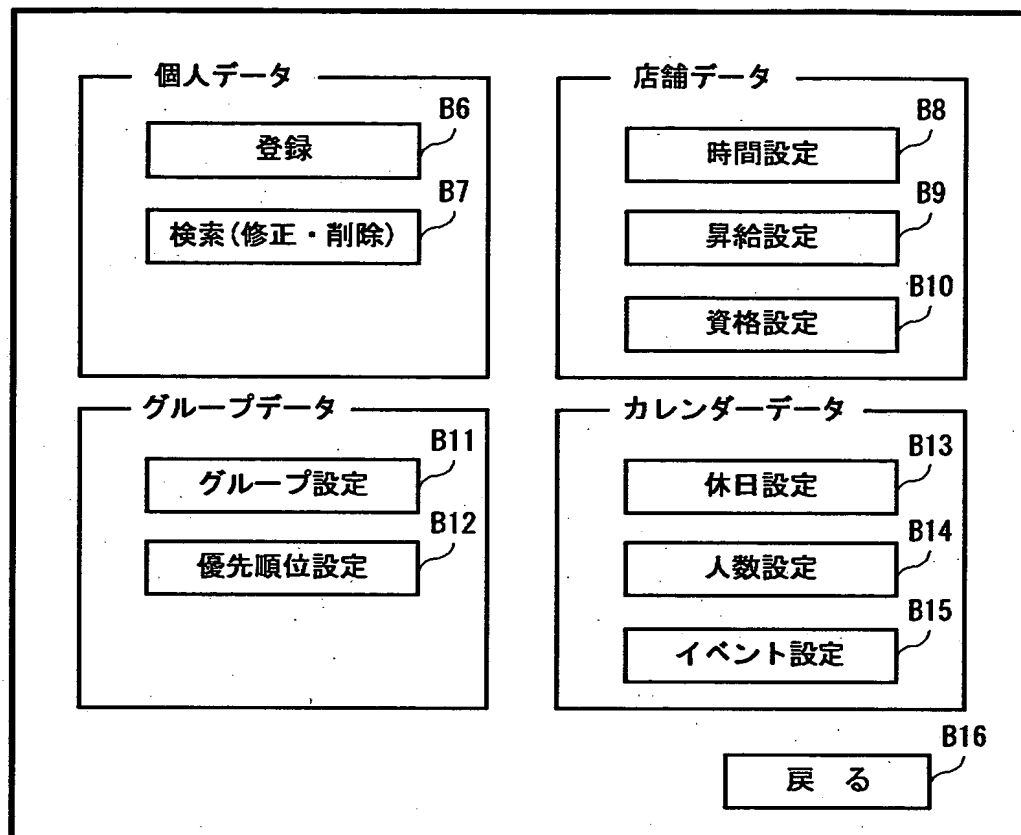 個人データ
B6
登録
B7
検索(修正・削除)
店舗データ
B8
時間設定
B9
昇給設定
B10
資格設定
グループデータ
B11
グループ設定
B12
優先順位設定
カレンダーデータ
B13
休日設定
B14
人数設定
B15
イベント設定
B16
戻 る